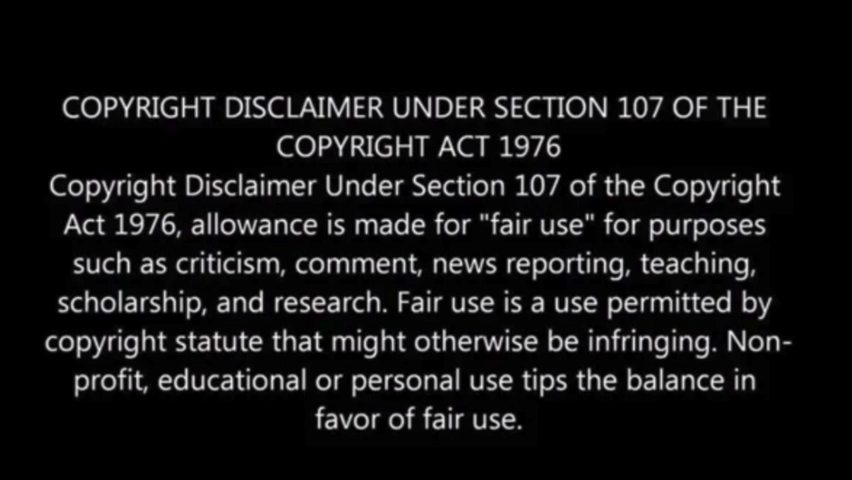 COPYRIGHT DISCLAIMER UNDER SECTION 107 OF THE
COPYRIGHT ACT 1976
Copyright Disclaimer Under Section 107 of the Copyright
Act 1976, allowance is made for "fair use" for purposes
such as criticism, comment, news reporting, teaching,
scholarship, and research. Fair use is a use permitted by
copyright statute that might otherwise be infringing. Non-
profit, educational or personal use tips the balance in
favor of fair use.